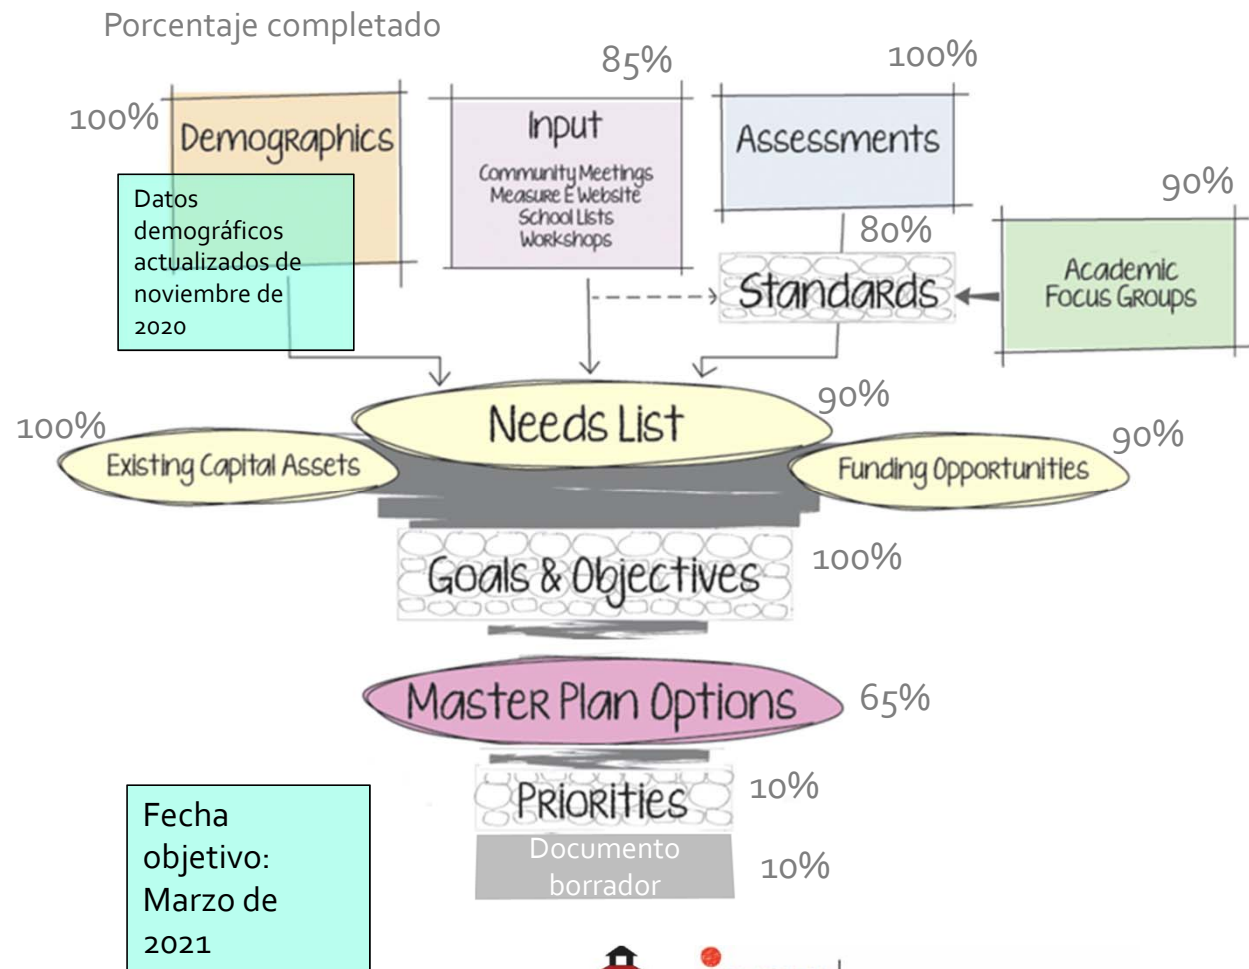 Porcentaje completado
85%
100%
100%
Demographics
Input
Community Meetings
Measure E Website
School Lists
Workshops
Assessments
90%
Datos
demográficos
actualizados de
noviembre de
2020
80%
Standards
Academic
Focus Groups
Needs List
90%
100%
Existing Capital Assets
Funding Opportunities
90%
Goals & Objectives
100%
Master Plan Options
65%
Priorities
10%
Documento
borrador
10%
Fecha
objetivo:
Marzo de
2021